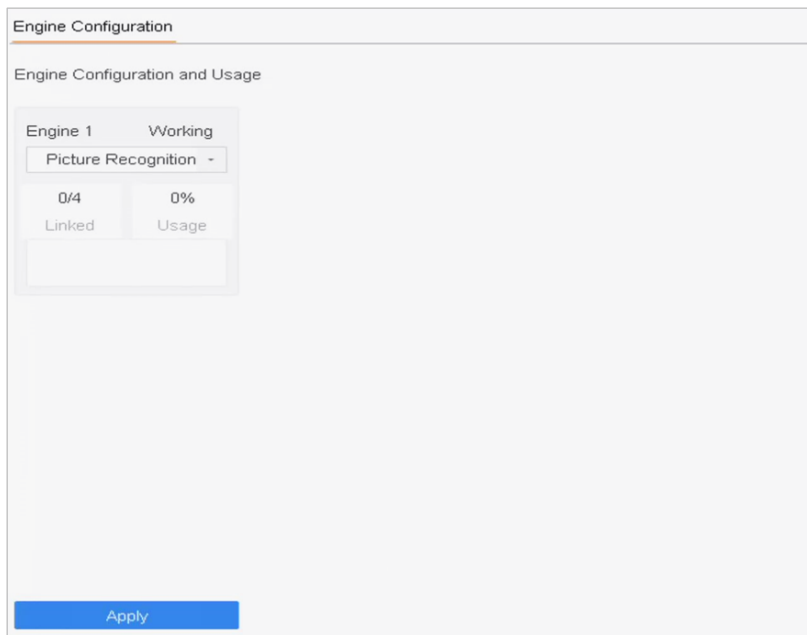 Engine Configuration
Engine Configuration and Usage
Engine 1 Working
Picture Recognition
0/4 0%
Linked Usage
Apply